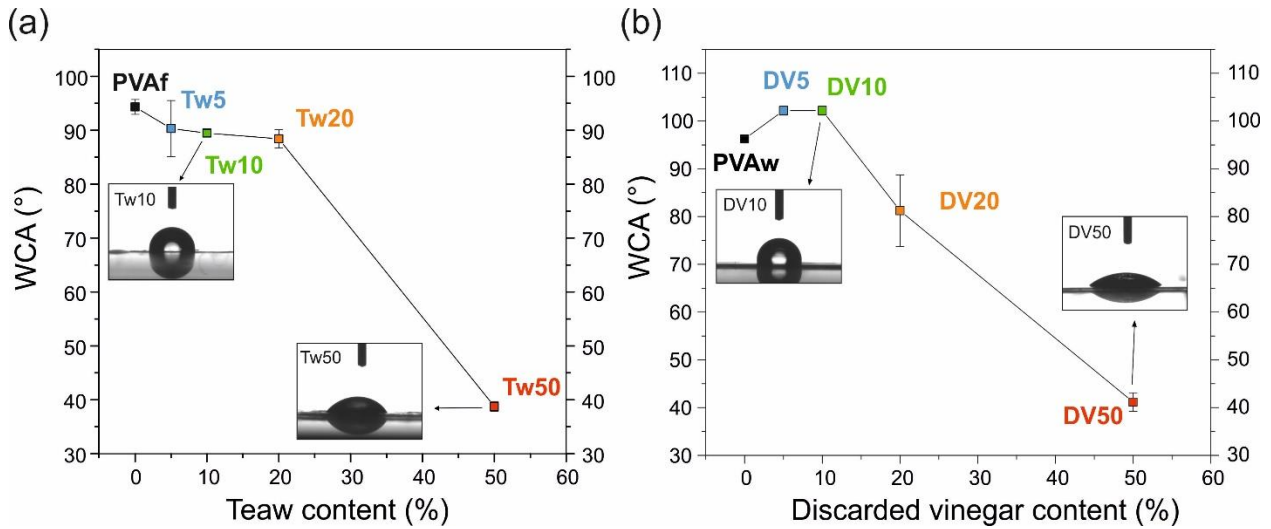 (a)
WCA (°)
100
90
80
70
60
50
40
30
100
90
80
70
60
50
40
30
PVAf
Tw5
Tw10
Tw20
Tw50
Tw10
Tw50
0 10 20 30 40 50 60
Teaw content (%)
(b)
WCA (°)
110
100
90
80
70
60
50
40
30
110
100
90
80
70
60
50
40
30
PVAw
DV5
DV10
DV20
DV50
DV10
DV50
0 10 20 30 40 50 60
Discarded vinegar content (%)